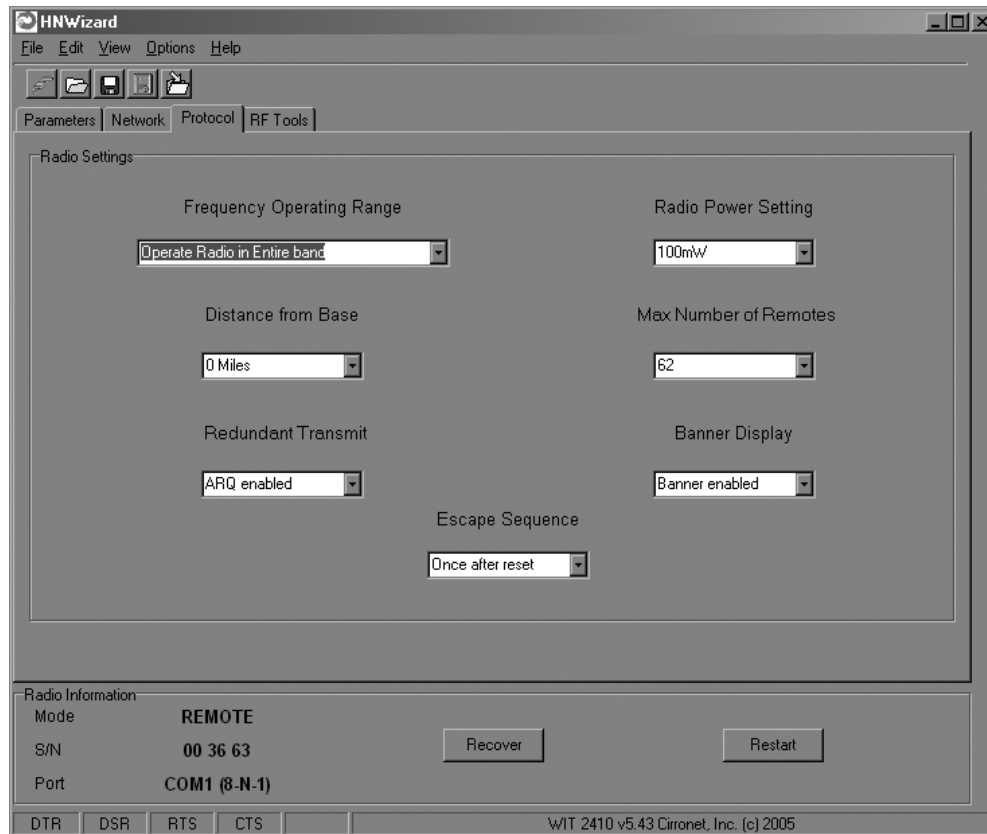 HNWizard
File Edit View Options Help
Parameters Network Protocol RF Tools
Radio Settings
Frequency Operating Range
Operate Radio in Entire band
Radio Power Setting
100mW
Distance from Base
0 Miles
Max Number of Remotes
62
Redundant Transmit
ARQ enabled
Banner Display
Banner enabled
Escape Sequence
Once after reset
Radio Information
Mode REMOTE
S/N 00 36 63
Port COM1 (8-N-1)
Recover
Restart
DTR DSR RTS CTS WIT 2410 v5.43 Cirronet, Inc. (c) 2005